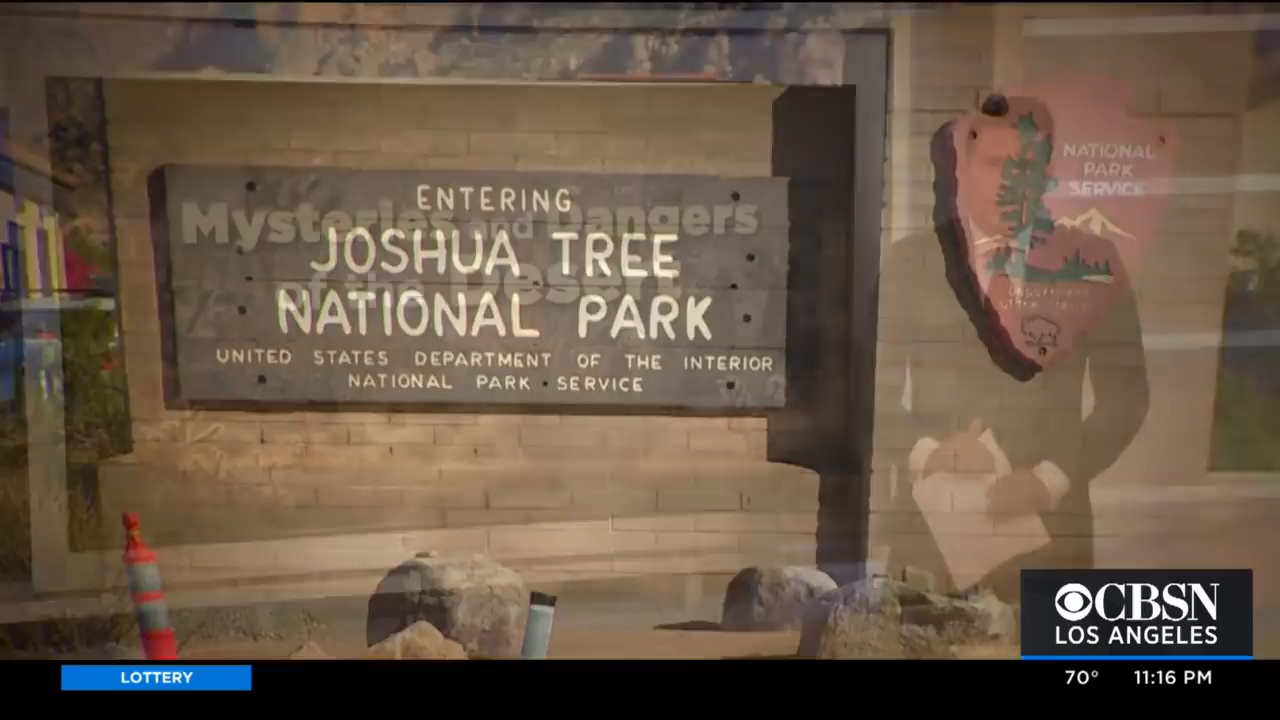 ENTERING
Mysteries and Dangers
JOSHUA TREE
of the Desert
NATIONAL PARK
UNITED STATES DEPARTMENT OF THE INTERIOR
NATIONAL PARK SERVICE
NATIONAL
PARK
SERVICE
CBSN
LOS ANGELES
LOTTERY
70° 11:16 PM